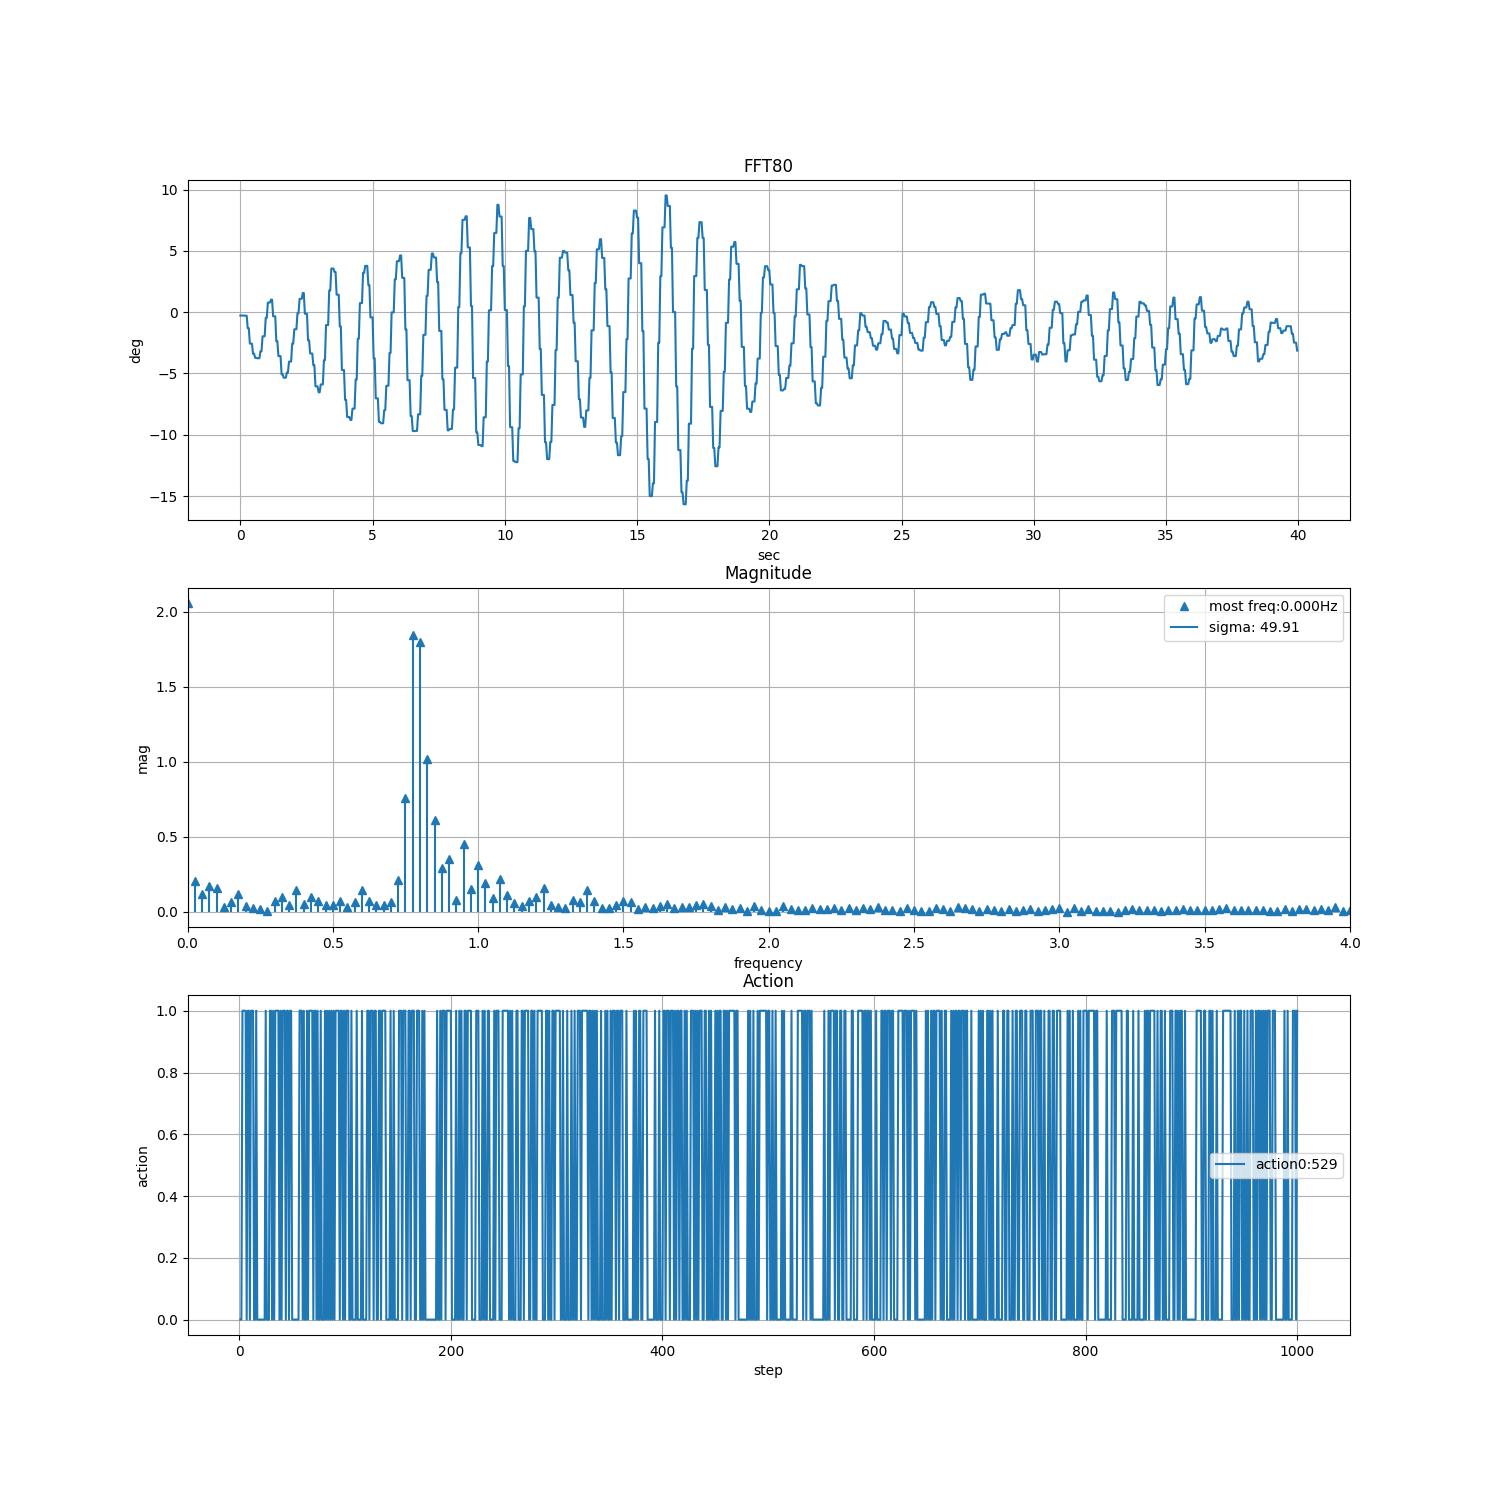 FFT80
10
5
0
−5
−10
−15
deg
0 5 10 15 20 25 30 35 40
sec
Magnitude
2.0
1.5
1.0
0.5
0.0
mag
most freq:0.000Hz
sigma: 49.91
0.0 0.5 1.0 1.5 2.0 2.5 3.0 3.5 4.0
frequency
Action
1.0
0.8
0.6
0.4
0.2
0.0
action
action0:529
0 200 400 600 800 1000
step